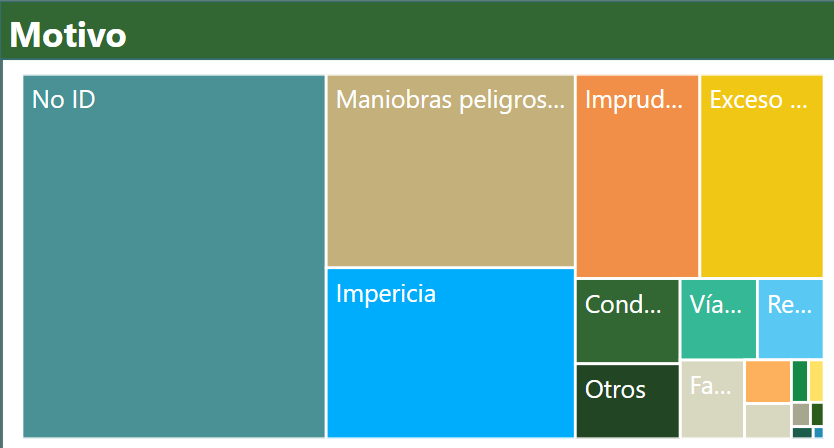 Motivo
No ID
Maniobras peligros...
Imprud...
Exceso ...
Impericia
Cond...
Vía...
Re...
Otros
Fa...